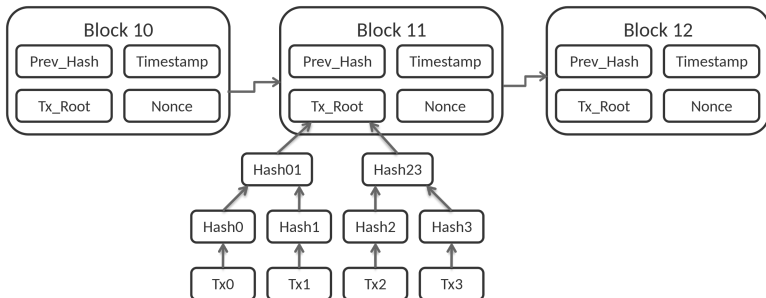 Block 10
Block 11
Block 12
Prev_Hash Timestamp
Prev_Hash Timestamp
Prev_Hash Timestamp
Tx_Root Nonce
Tx_Root Nonce
Tx_Root Nonce
Hash01 Hash23
Hash0 Hash1 Hash2 Hash3
Tx0 Tx1 Tx2 Tx3